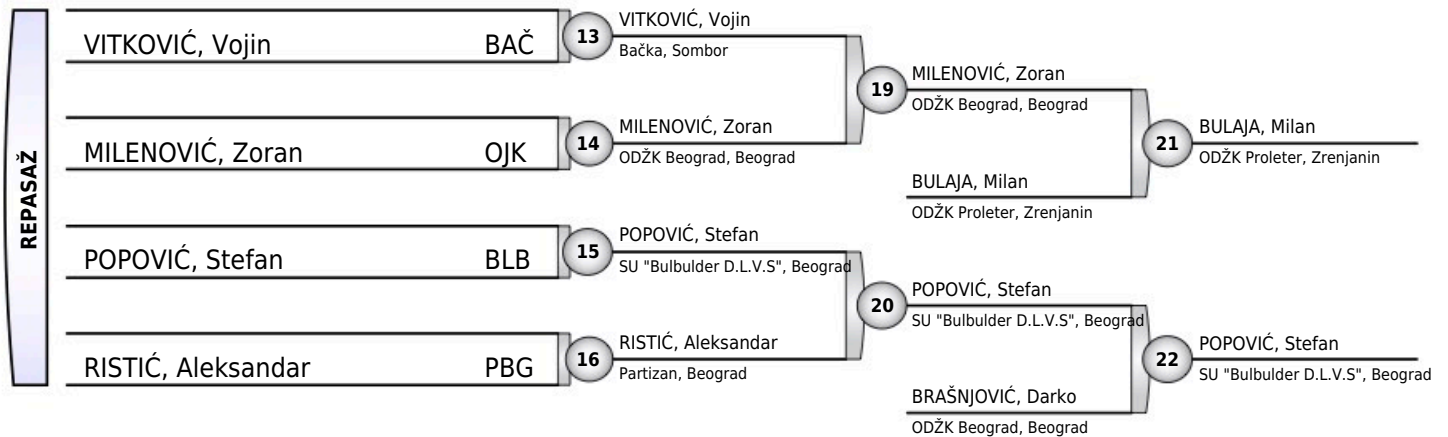 REPASAŽ
VITKOVIĆ, Vojin BAČ
MILENOVIĆ, Zoran OJK
POPOVIĆ, Stefan BLB
RISTIĆ, Aleksandar PBG
13
VITKOVIĆ, Vojin
Bačka, Sombor
14
MILENOVIĆ, Zoran
ODŽK Beograd, Beograd
15
POPOVIĆ, Stefan
SU "Bulbulder D.L.V.S", Beograd
16
RISTIĆ, Aleksandar
Partizan, Beograd
19
MILENOVIĆ, Zoran
ODŽK Beograd, Beograd
BULAJA, Milan
ODŽK Proleter, Zrenjanin
20
POPOVIĆ, Stefan
SU "Bulbulder D.L.V.S", Beograd
BRAŠNJOVIĆ, Darko
ODŽK Beograd, Beograd
21
BULAJA, Milan
ODŽK Proleter, Zrenjanin
22
POPOVIĆ, Stefan
SU "Bulbulder D.L.V.S", Beograd